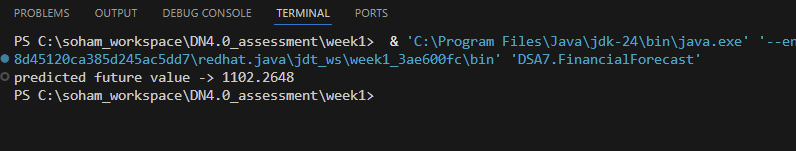 PROBLEMS OUTPUT DEBUG CONSOLE TERMINAL PORTS
PS C:\soham_workspace\DN4.0_assessment\week1> & 'C:\Program Files\Java\jdk-24\bin\java.exe' '--en
8d45120ca385d245ac5dd7\redhat.java\jdt_ws\week1_3ae600fc\bin' 'DSA7.FinancialForecast'
predicted future value -> 1102.2648
PS C:\soham_workspace\DN4.0_assessment\week1>